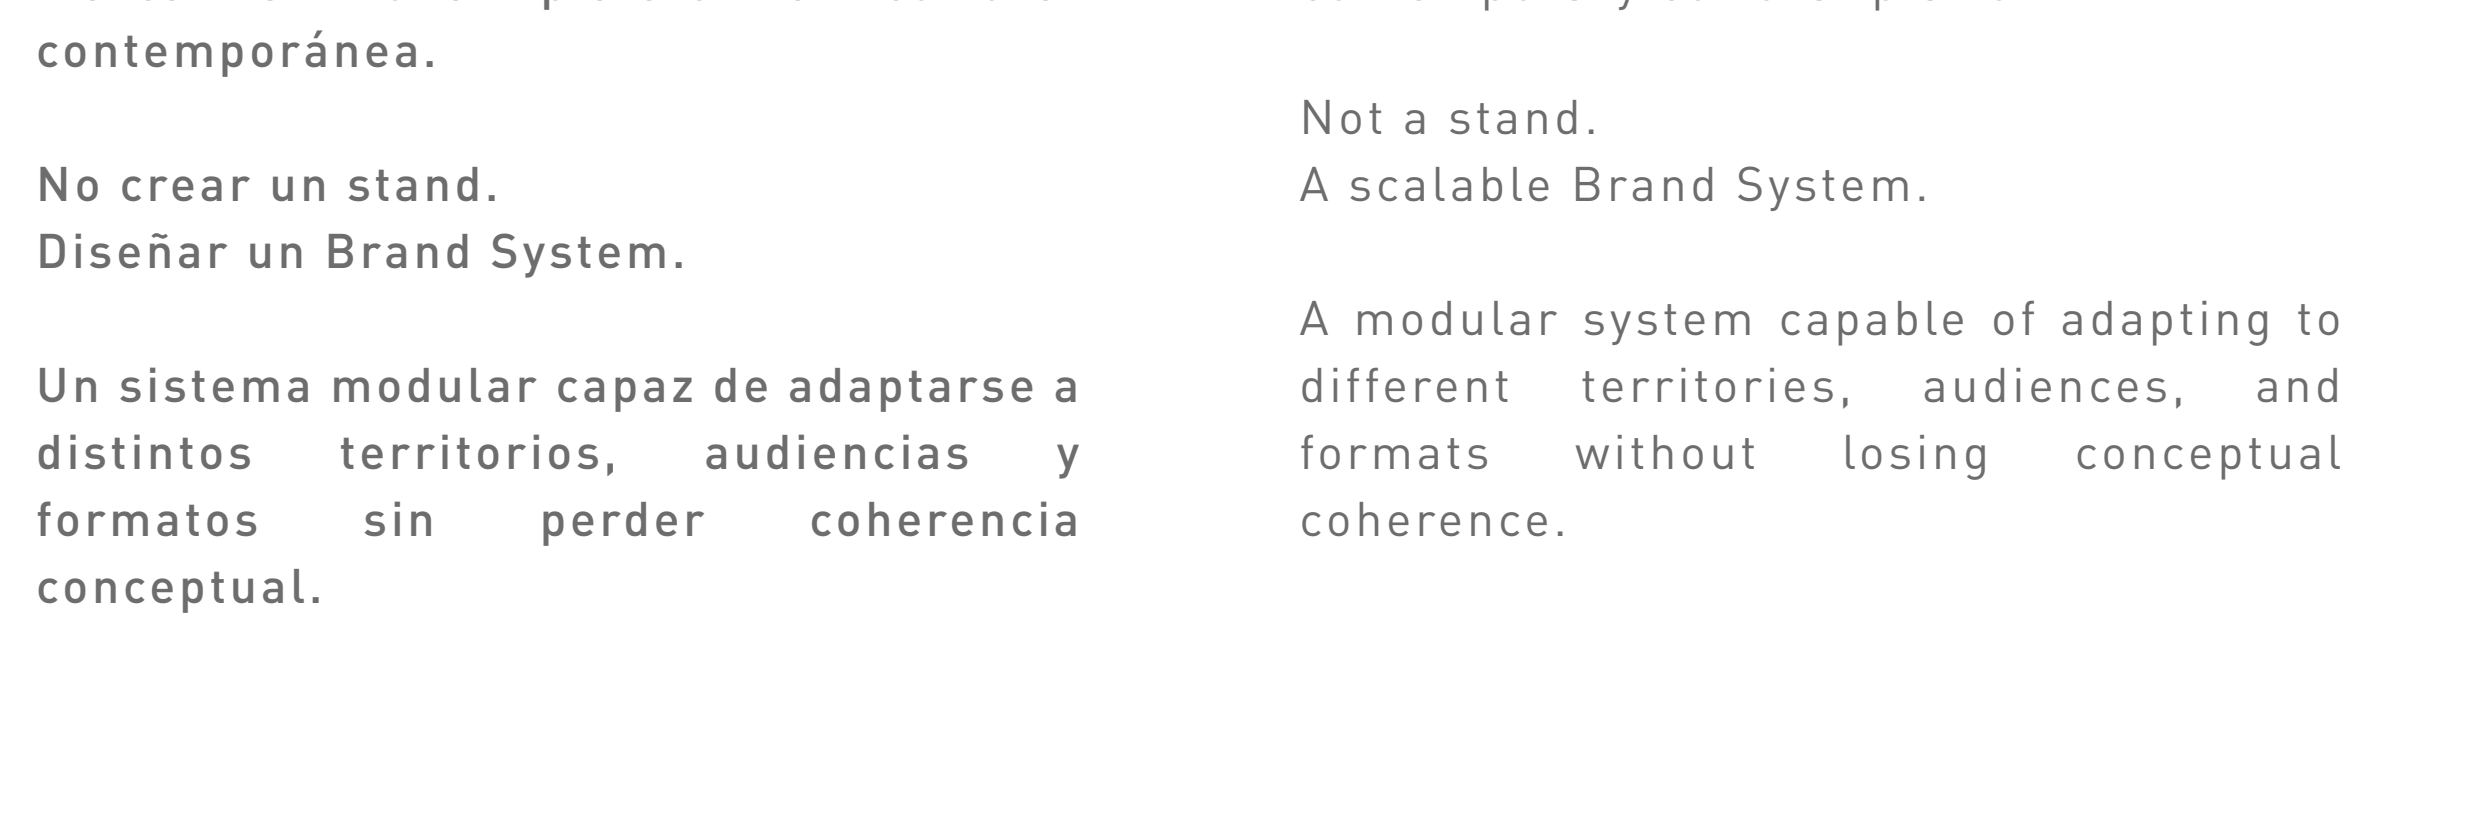 contemporánea.
No crear un stand.
Diseñar un Brand System.
Un sistema modular capaz de adaptarse a
distintos territorios, audiencias y
formatos sin perder coherencia
conceptual.
Not a stand.
A scalable Brand System.
A modular system capable of adapting to
different territories, audiences, and
formats without losing conceptual
coherence.